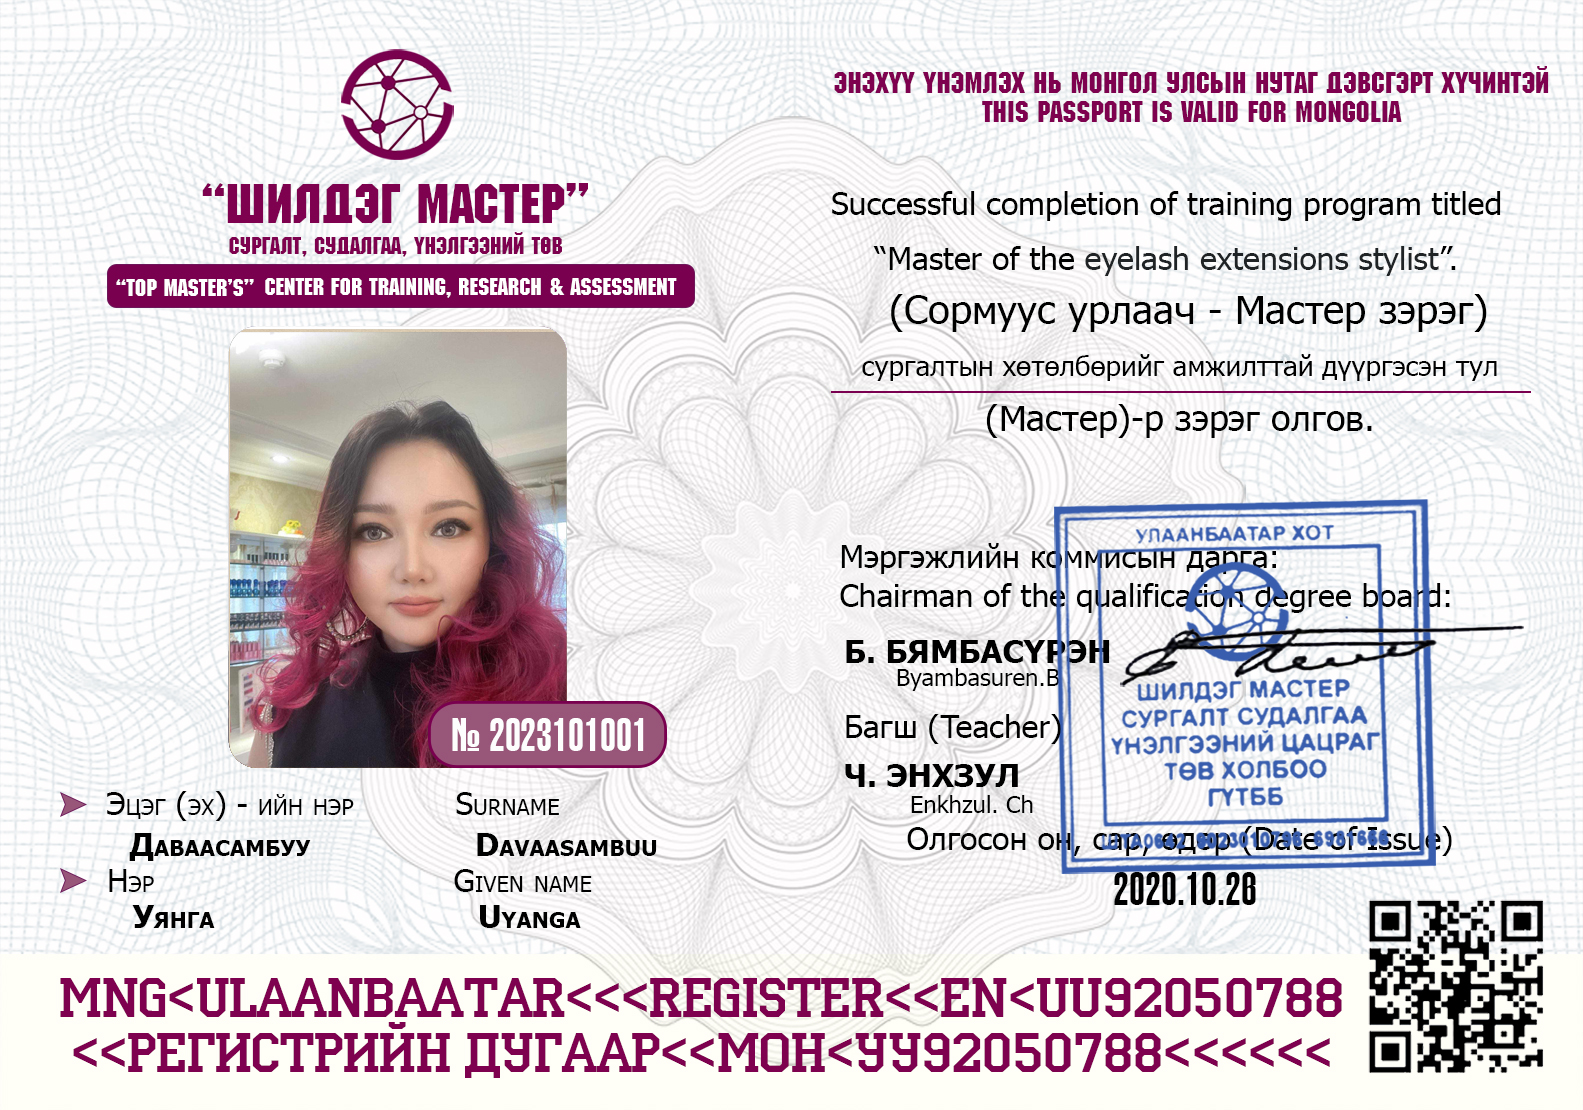 “ШИЛДЭГ МАСТЕР”
СУРГАЛТ, СУДАЛГАА, ҮНЭЛГЭЭНИЙ ТӨВ
“TOP MASTER’S” CENTER FOR TRAINING, RESEARCH & ASSESSMENT
№ 2023101001
Эцэг (эх) - ийн нэр
Surname
Даваасамбуу
Davaasambuu
Нэр
Given name
Уянга
Uyanga
ЭНЭХҮҮ ҮНЭМЛЭХ НЬ МОНГОЛ УЛСЫН НУТАГ ДЭВСГЭРТ ХҮЧИНТЭЙ
THIS PASSPORT IS VALID FOR MONGOLIA
Successful completion of training program titled
“Master of the eyelash extensions stylist”.
(Сормуус урлаач - Мастер зэрэг)
сургалтын хөтөлбөрийг амжилттай дүүргэсэн тул
(Мастер)-р зэрэг олгов.
Мэргэжлийн коммисын дарга:
Chairman of the qualification degree board:
Б. БЯМБАСҮРЭН
Byambasuren.B
Багш (Teacher)
Ч. ЭНХЗУЛ
Enkhzul. Ch
Олгосон он, сар, өдөр (Date of Issue)
2020.10.26
УЛААНБААТАР ХОТ
ШИЛДЭГ МАСТЕР
СУРГАЛТ СУДАЛГАА
ҮНЭЛГЭЭНИЙ ЦАЦРАГ
ТӨВ ХОЛБОО
ГҮТББ
MNG<ULAANBAATAR<<<REGISTER<<EN<UU92050788
<<РЕГИСТРИЙН ДУГААР<<МОН<УУ92050788<<<<<<